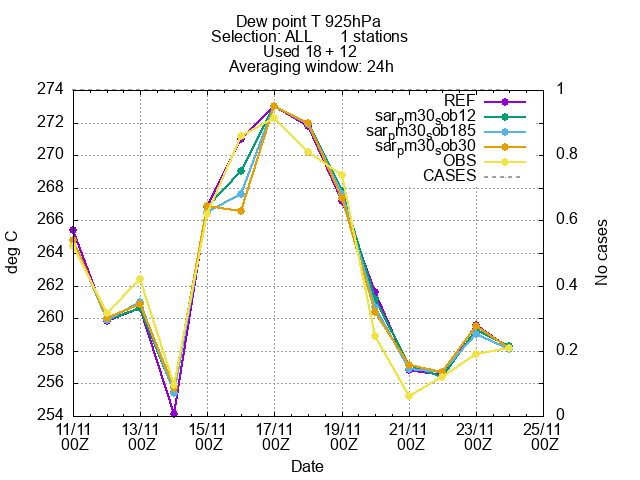 Dew point T 925hPa
Selection: ALL 1 stations
Used 18 + 12
Averaging window: 24h
274 1
REF
272 sar_pm30_sob12
sar_pm30_sob185
270 sar_pm30_sob30 0.8
OBS
CASES
268
266 0.6
264
deg C
No cases
262 0.4
260
258 0.2
256
254 0
11/11 13/11 15/11 17/11 19/11 21/11 23/11 25/11
00Z 00Z 00Z 00Z 00Z 00Z 00Z 00Z
Date